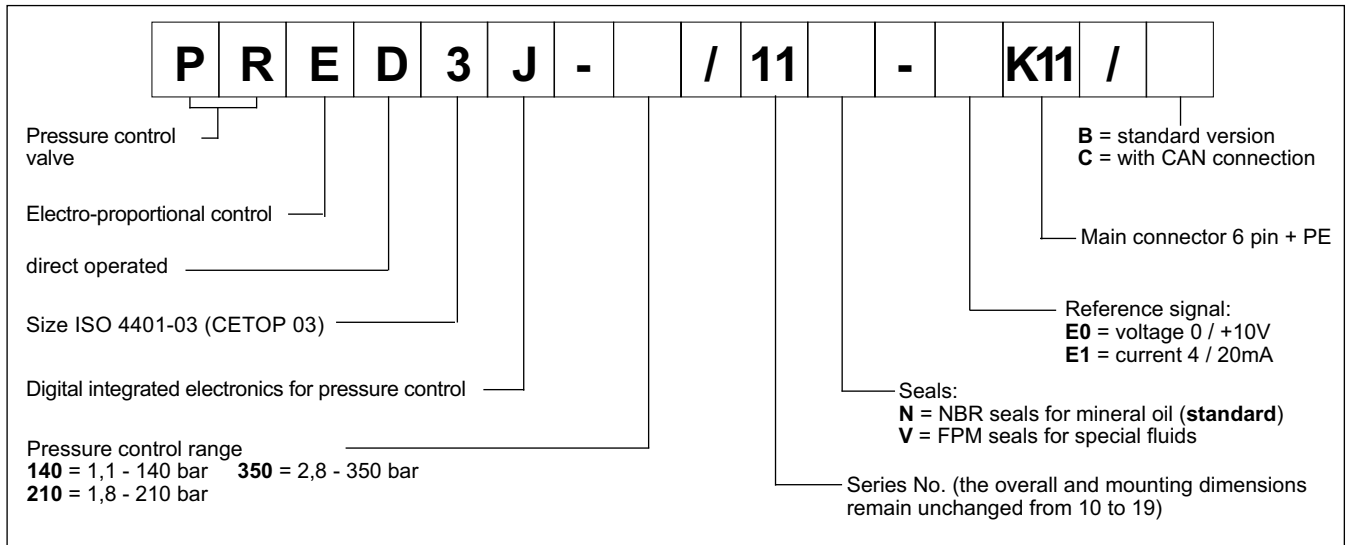 P R E D 3 J - / 11 - K11 /
Pressure control
valve
Electro-proportional control
direct operated
Size ISO 4401-03 (CETOP 03)
Digital integrated electronics for pressure control
Pressure control range
140 = 1,1 - 140 bar 350 = 2,8 - 350 bar
210 = 1,8 - 210 bar
B = standard version
C = with CAN connection
Main connector 6 pin + PE
Reference signal:
E0 = voltage 0 / +10V
E1 = current 4 / 20mA
Seals:
N = NBR seals for mineral oil (standard)
V = FPM seals for special fluids
Series No. (the overall and mounting dimensions
remain unchanged from 10 to 19)